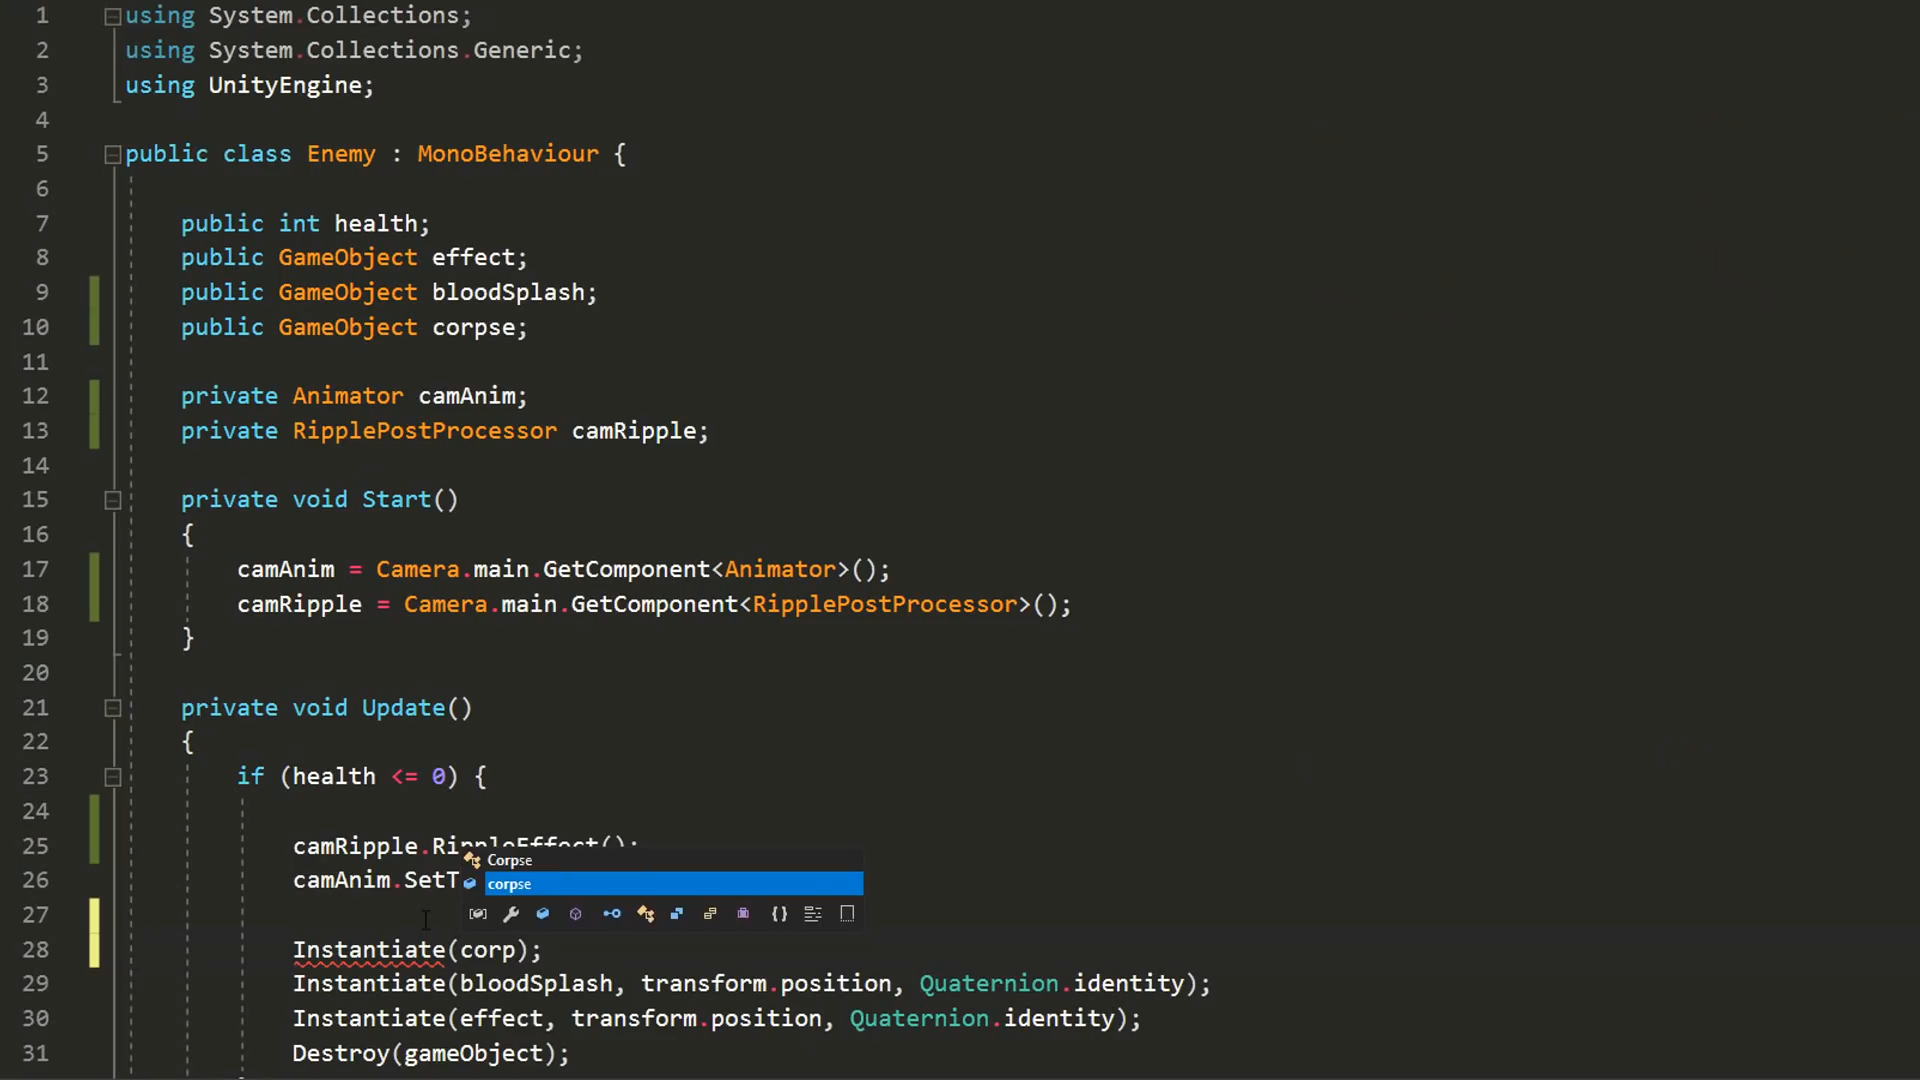 1 using System.Collections;
2 using System.Collections.Generic;
3 using UnityEngine;
4
5 public class Enemy : MonoBehaviour {
6
7 public int health;
8 public GameObject effect;
9 public GameObject bloodSplash;
10 public GameObject corpse;
11
12 private Animator camAnim;
13 private RipplePostProcessor camRipple;
14
15 private void Start()
16 {
17 camAnim = Camera.main.GetComponent<Animator>();
18 camRipple = Camera.main.GetComponent<RipplePostProcessor>();
19 }
20
21 private void Update()
22 {
23 if (health <= 0) {
24
25 camRipple.RippleEffect();
Corpse
26 camAnim.SetT
corpse
27
28 Instantiate(corp);
29 Instantiate(bloodSplash, transform.position, Quaternion.identity);
30 Instantiate(effect, transform.position, Quaternion.identity);
31 Destroy(gameObject);